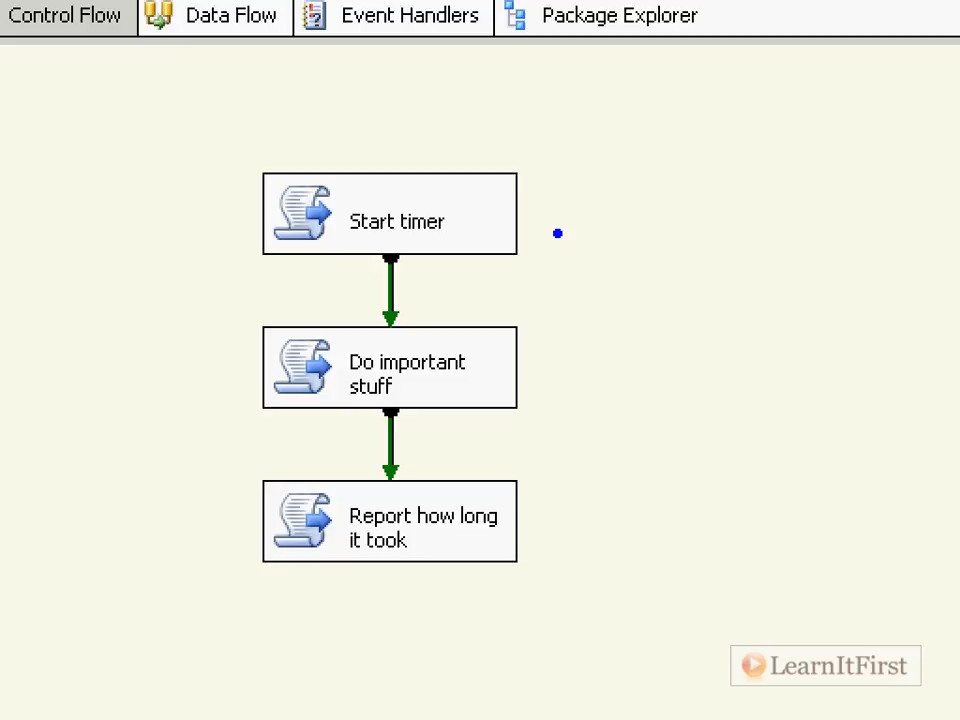 Control Flow Data Flow Event Handlers Package Explorer
Start timer
Do important
stuff
Report how long
it took
LearnItFirst